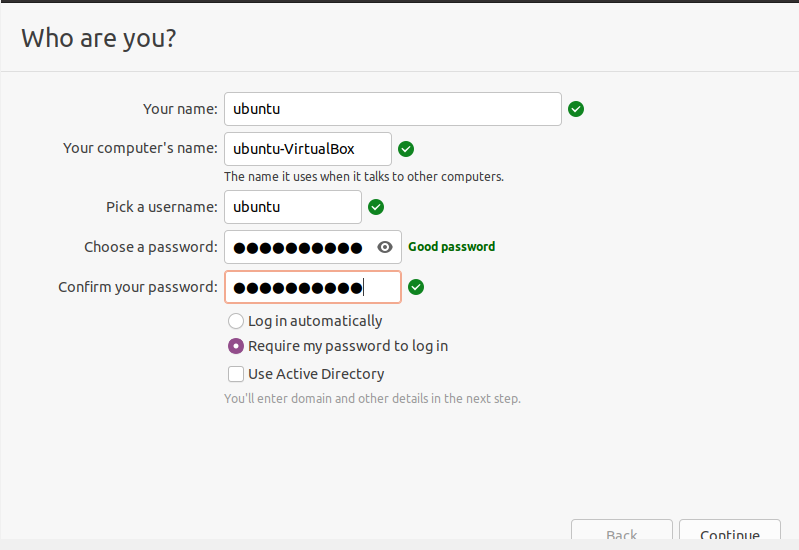 Who are you?
Your name: ubuntu
Your computer's name: ubuntu-VirtualBox
The name it uses when it talks to other computers.
Pick a username: ubuntu
Choose a password: ●●●●●●●●●● Good password
Confirm your password: ●●●●●●●●●●
Log in automatically
Require my password to log in
Use Active Directory
You'll enter domain and other details in the next step.
Back Continue